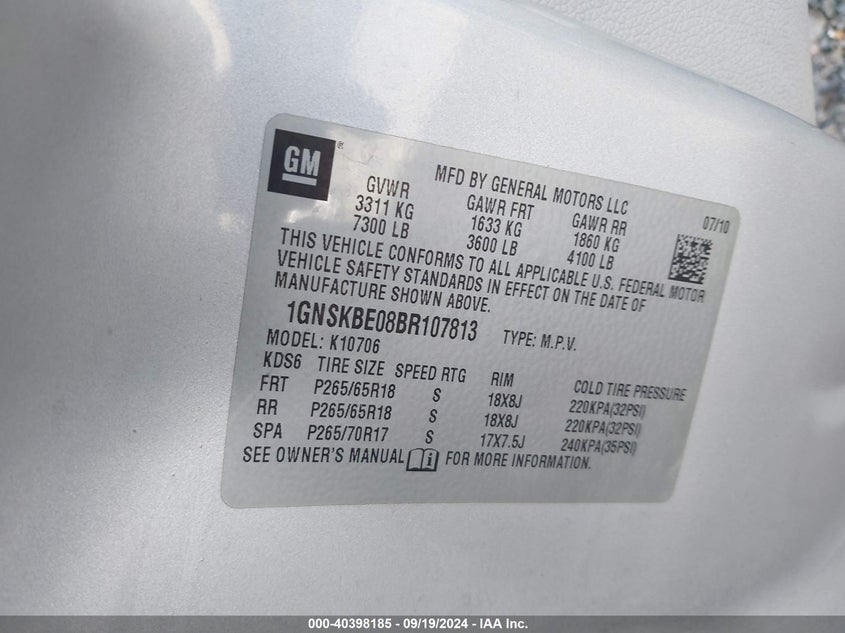 GM
®
MFD BY GENERAL MOTORS LLC
07/10
GVWR GAWR FRT GAWR RR
3311 KG 1633 KG 1860 KG
7300 LB 3600 LB 4100 LB
THIS VEHICLE CONFORMS TO ALL APPLICABLE U.S. FEDERAL MOTOR
VEHICLE SAFETY STANDARDS IN EFFECT ON THE DATE OF
MANUFACTURE SHOWN ABOVE.
1GNSKBE08BR107813 TYPE: M.P.V.
MODEL: K10706
KDS6 TIRE SIZE SPEED RTG RIM COLD TIRE PRESSURE
FRT P265/65R18 S 18X8J 220KPA(32PSI)
RR P265/65R18 S 18X8J 220KPA(32PSI)
SPA P265/70R17 S 17X7.5J 240KPA(35PSI)
SEE OWNER'S MANUAL i FOR MORE INFORMATION.
000-40398185 - 09/19/2024 - IAA Inc.